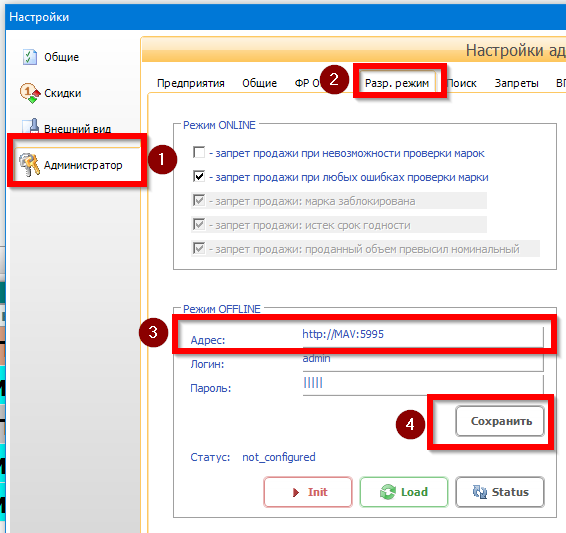 Настройки
Общие
Скидки
Внешний вид
Администратор
1
Настройки ад
2
Предприятия Общие ФР О Разр. режим Поиск Запреты
Режим ONLINE
- запрет продажи при невозможности проверки марок
- запрет продажи при любых ошибках проверки марки
- запрет продажи: марка заблокирована
- запрет продажи: истек срок годности
- запрет продажи: проданный объем превысил номинальный
Режим OFFLINE
3
Адрес: http://MAV:5995
Логин: admin
Пароль: |||||
4
Сохранить
Статус: not_configured
Init Load Status